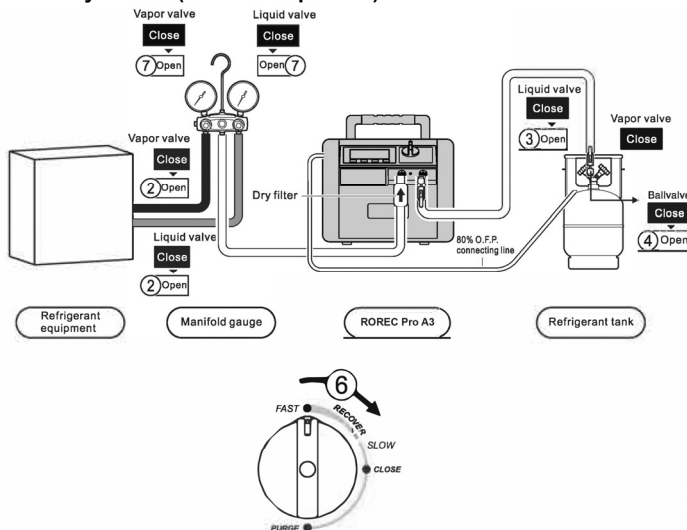 Vapor valve
Close
7 Open
Liquid valve
Close
Open 7
Vapor valve
Close
2 Open
Liquid valve
Close
2 Open
Dry filter
80% O.F.P.
connecting line
Liquid valve
Close
3 Open
Vapor valve
Close
Ballvalve
Close
4 Open
Refrigerant
equipment
Manifold gauge
ROREC Pro A3
Refrigerant tank
6
FAST
RECOVER
SLOW
CLOSE
PURGE